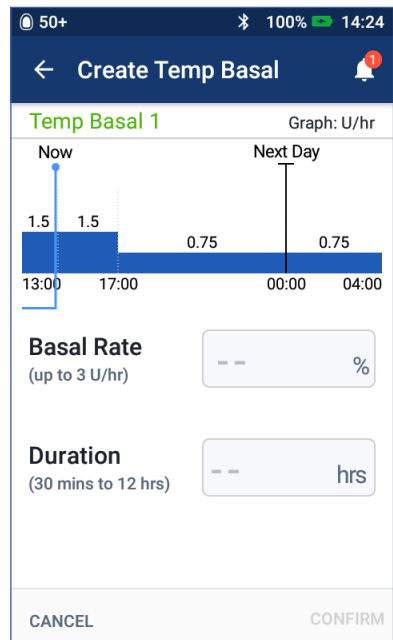 50+ 100% 14:24
Create Temp Basal 1
Temp Basal 1 Graph: U/hr
Now Next Day
1.5 1.5 0.75 0.75
13:00 17:00 00:00 04:00
Basal Rate -- %
(up to 3 U/hr)
Duration -- hrs
(30 mins to 12 hrs)
CANCEL CONFIRM